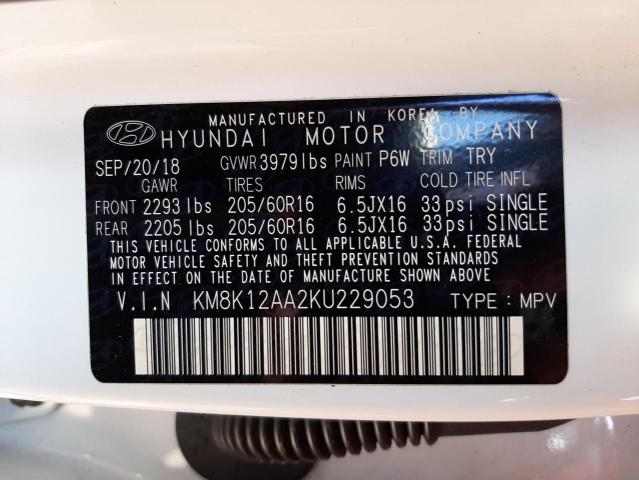 MANUFACTURED IN KOREA BY
HYUNDAI MOTOR COMPANY
SEP/20/18 GVWR 3979lbs PAINT P6W TRIM TRY
GAWR TIRES RIMS COLD TIRE INFL
FRONT 2293 lbs 205/60R16 6.5JX16 33psi SINGLE
REAR 2205 lbs 205/60R16 6.5JX16 33psi SINGLE
THIS VEHICLE CONFORMS TO ALL APPLICABLE U.S.A. FEDERAL
MOTOR VEHICLE SAFETY AND THEFT PREVENTION STANDARDS
IN EFFECT ON THE DATE OF MANUFACTURE SHOWN ABOVE.
V.I.N KM8K12AA2KU229053 TYPE : MPV